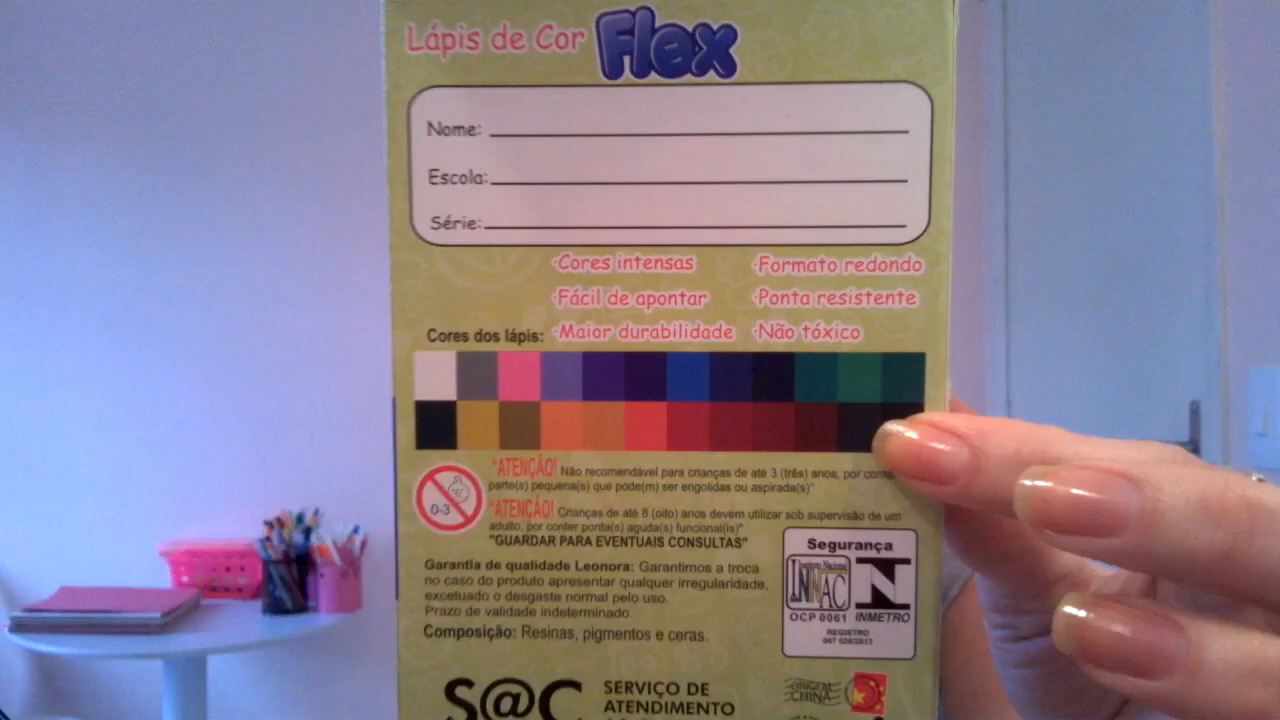 Lápis de Cor Flex
Nome:
Escola:
Série:
·Cores intensas ·Formato redondo
·Fácil de apontar ·Ponta resistente
Cores dos lápis: ·Maior durabilidade ·Não tóxico
"ATENÇÃO! Não recomendável para crianças de até 3 (três) anos, por
parte(s) pequena(s) que pode(m) ser engolidas ou aspirada(s)"
0-3
"ATENÇÃO! Crianças de até 8 (oito) anos devem utilizar sob supervisão de um
adulto, por conter ponta(s) aguda(s) funcional(is)"
"GUARDAR PARA EVENTUAIS CONSULTAS"
Garantia de qualidade Leonora: Garantimos a troca
no caso do produto apresentar qualquer irregularidade,
excetuado o desgaste normal pelo uso.
Prazo de validade indeterminado.
Composição: Resinas, pigmentos e ceras.
Segurança
OCP 0061 INMETRO
REGISTRO
S@C SERVIÇO DE
ATENDIMENTO
ORIGEM
CHINA